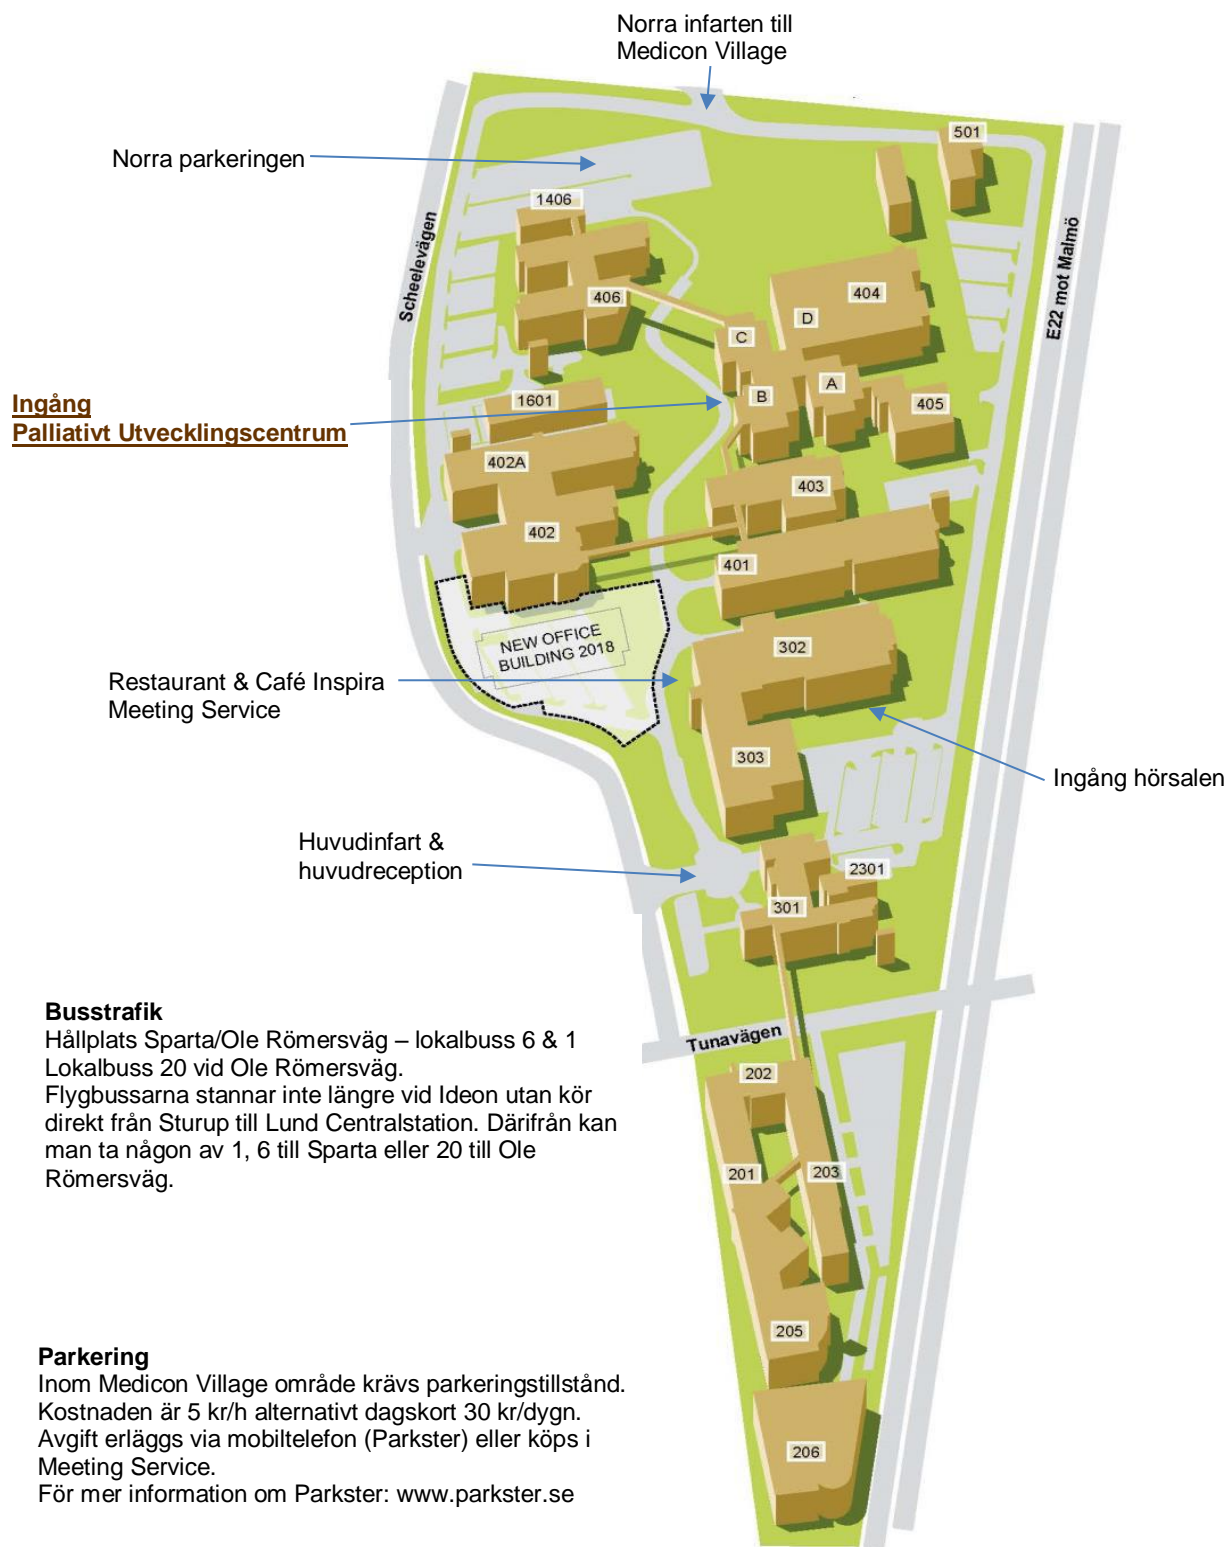 Norra infarten till
Medicon Village
501
Norra parkeringen
1406
Scheelevägen
E22 mot Malmö
404
406
D
C
A
Ingång
Palliativt Utvecklingscentrum
1601
B
405
402A
403
402
401
NEW OFFICE
BUILDING 2018
302
Restaurant & Café Inspira
Meeting Service
303
Ingång hörsalen
Huvudinfart &
huvudreception
2301
301
Busstrafik
Hållplats Sparta/Ole Römersväg – lokalbuss 6 & 1
Lokalbuss 20 vid Ole Römersväg.
Flygbussarna stannar inte längre vid Ideon utan kör
direkt från Sturup till Lund Centralstation. Därifrån kan
man ta någon av 1, 6 till Sparta eller 20 till Ole
Römersväg.
Tunavägen
202
201
203
205
Parkering
Inom Medicon Village område krävs parkeringstillstånd.
Kostnaden är 5 kr/h alternativt dagskort 30 kr/dygn.
Avgift erläggs via mobiltelefon (Parkster) eller köps i
Meeting Service.
För mer information om Parkster: www.parkster.se
206